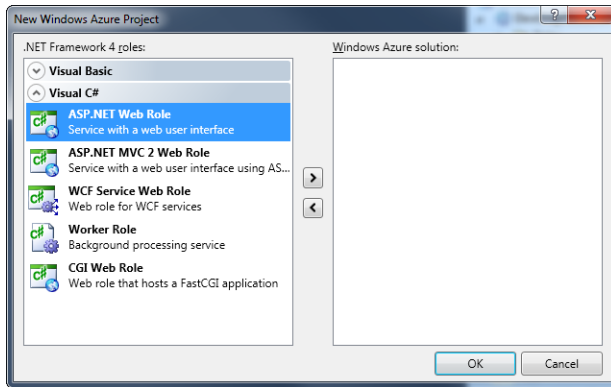 New Windows Azure Project
.NET Framework 4 roles:
Windows Azure solution:
Visual Basic
Visual C#
ASP.NET Web Role
Service with a web user interface
ASP.NET MVC 2 Web Role
Service with a web user interface using AS...
WCF Service Web Role
Web role for WCF services
Worker Role
Background processing service
CGI Web Role
Web role that hosts a FastCGI application
OK
Cancel